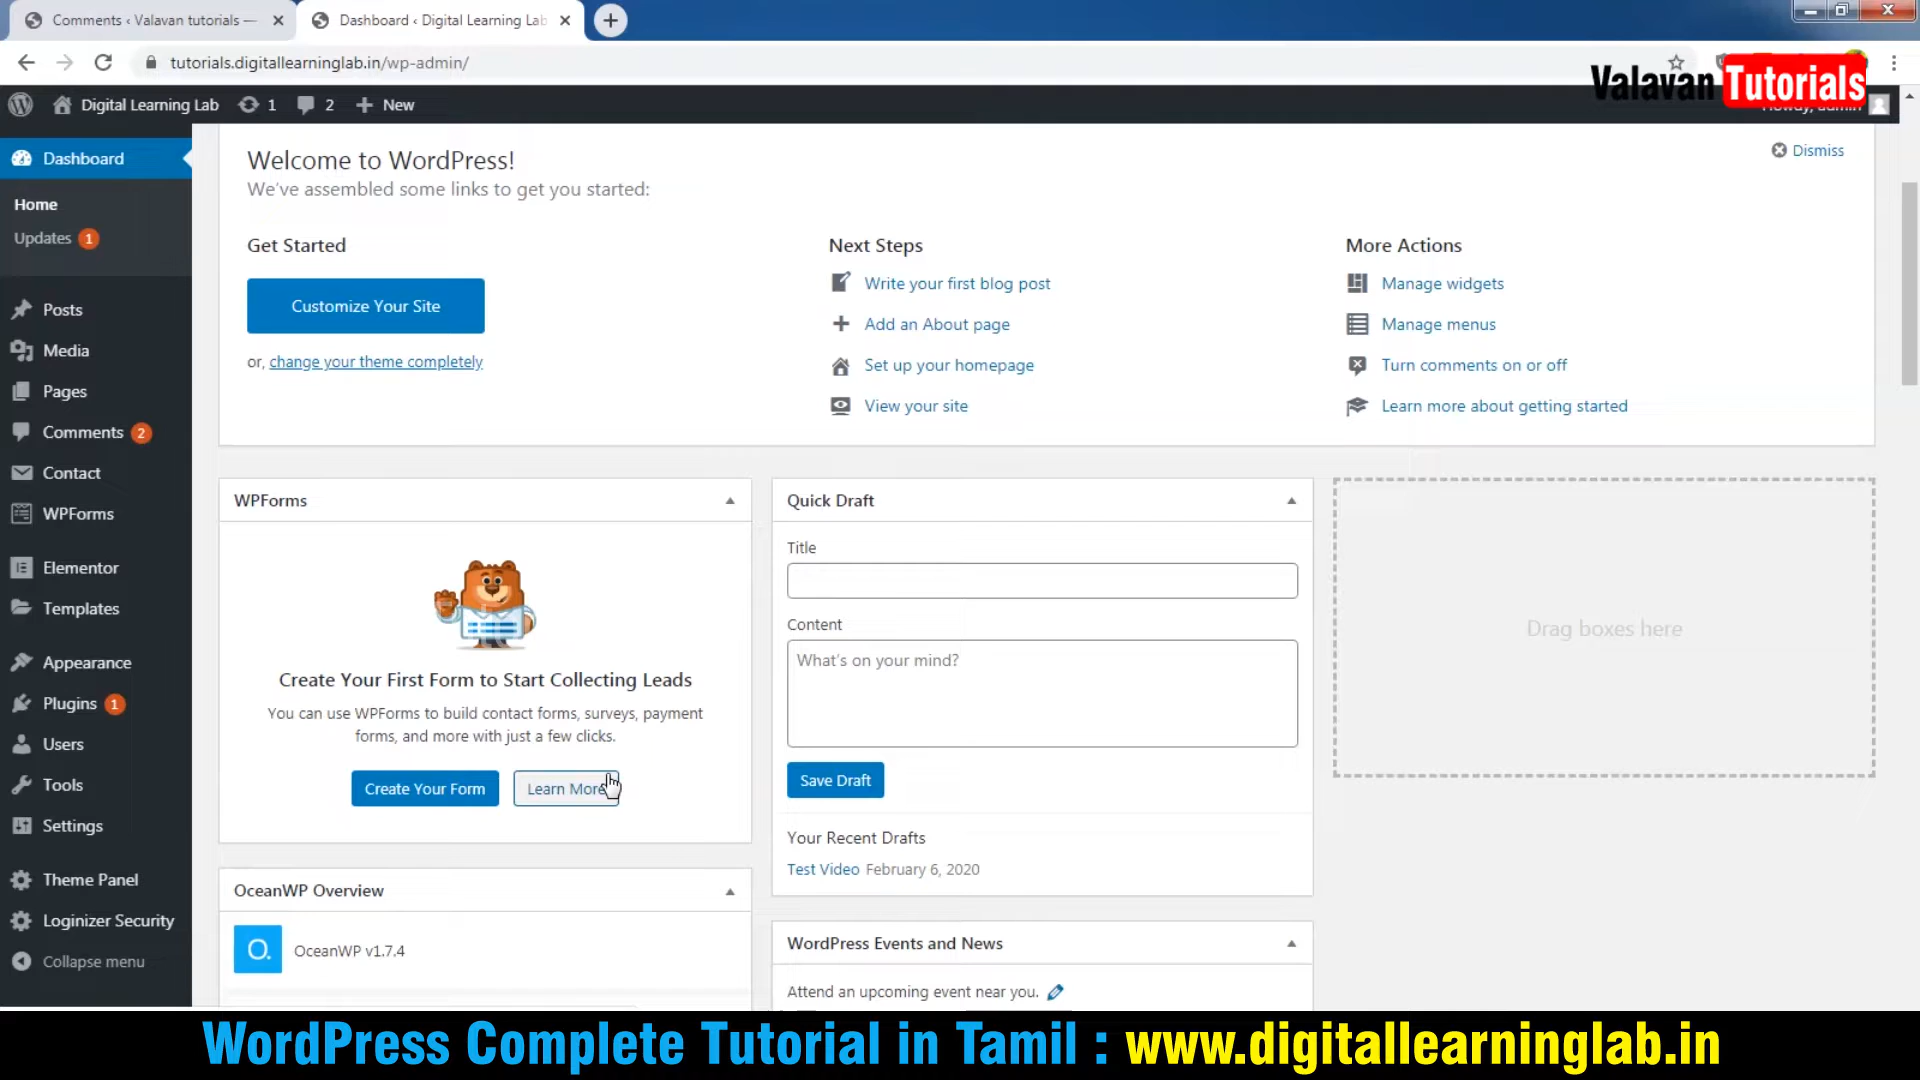 Comments ‹ Valavan tutorials —
Dashboard ‹ Digital Learning Lab
tutorials.digitallearninglab.in/wp-admin/
Valavan Tutorials
Digital Learning Lab
1
2
New
Howdy, admin
Dashboard
Home
Updates 1
Posts
Media
Pages
Comments 2
Contact
WPForms
Elementor
Templates
Appearance
Plugins 1
Users
Tools
Settings
Theme Panel
Loginizer Security
Collapse menu
Welcome to WordPress!
Dismiss
We've assembled some links to get you started:
Get Started
Customize Your Site
or, change your theme completely
Next Steps
Write your first blog post
Add an About page
Set up your homepage
View your site
More Actions
Manage widgets
Manage menus
Turn comments on or off
Learn more about getting started
WPForms
Create Your First Form to Start Collecting Leads
You can use WPForms to build contact forms, surveys, payment
forms, and more with just a few clicks.
Create Your Form
Learn More
OceanWP Overview
O.
OceanWP v1.7.4
Quick Draft
Title
Content
What's on your mind?
Save Draft
Your Recent Drafts
Test Video February 6, 2020
WordPress Events and News
Attend an upcoming event near you.
Drag boxes here
WordPress Complete Tutorial in Tamil : www.digitallearninglab.in